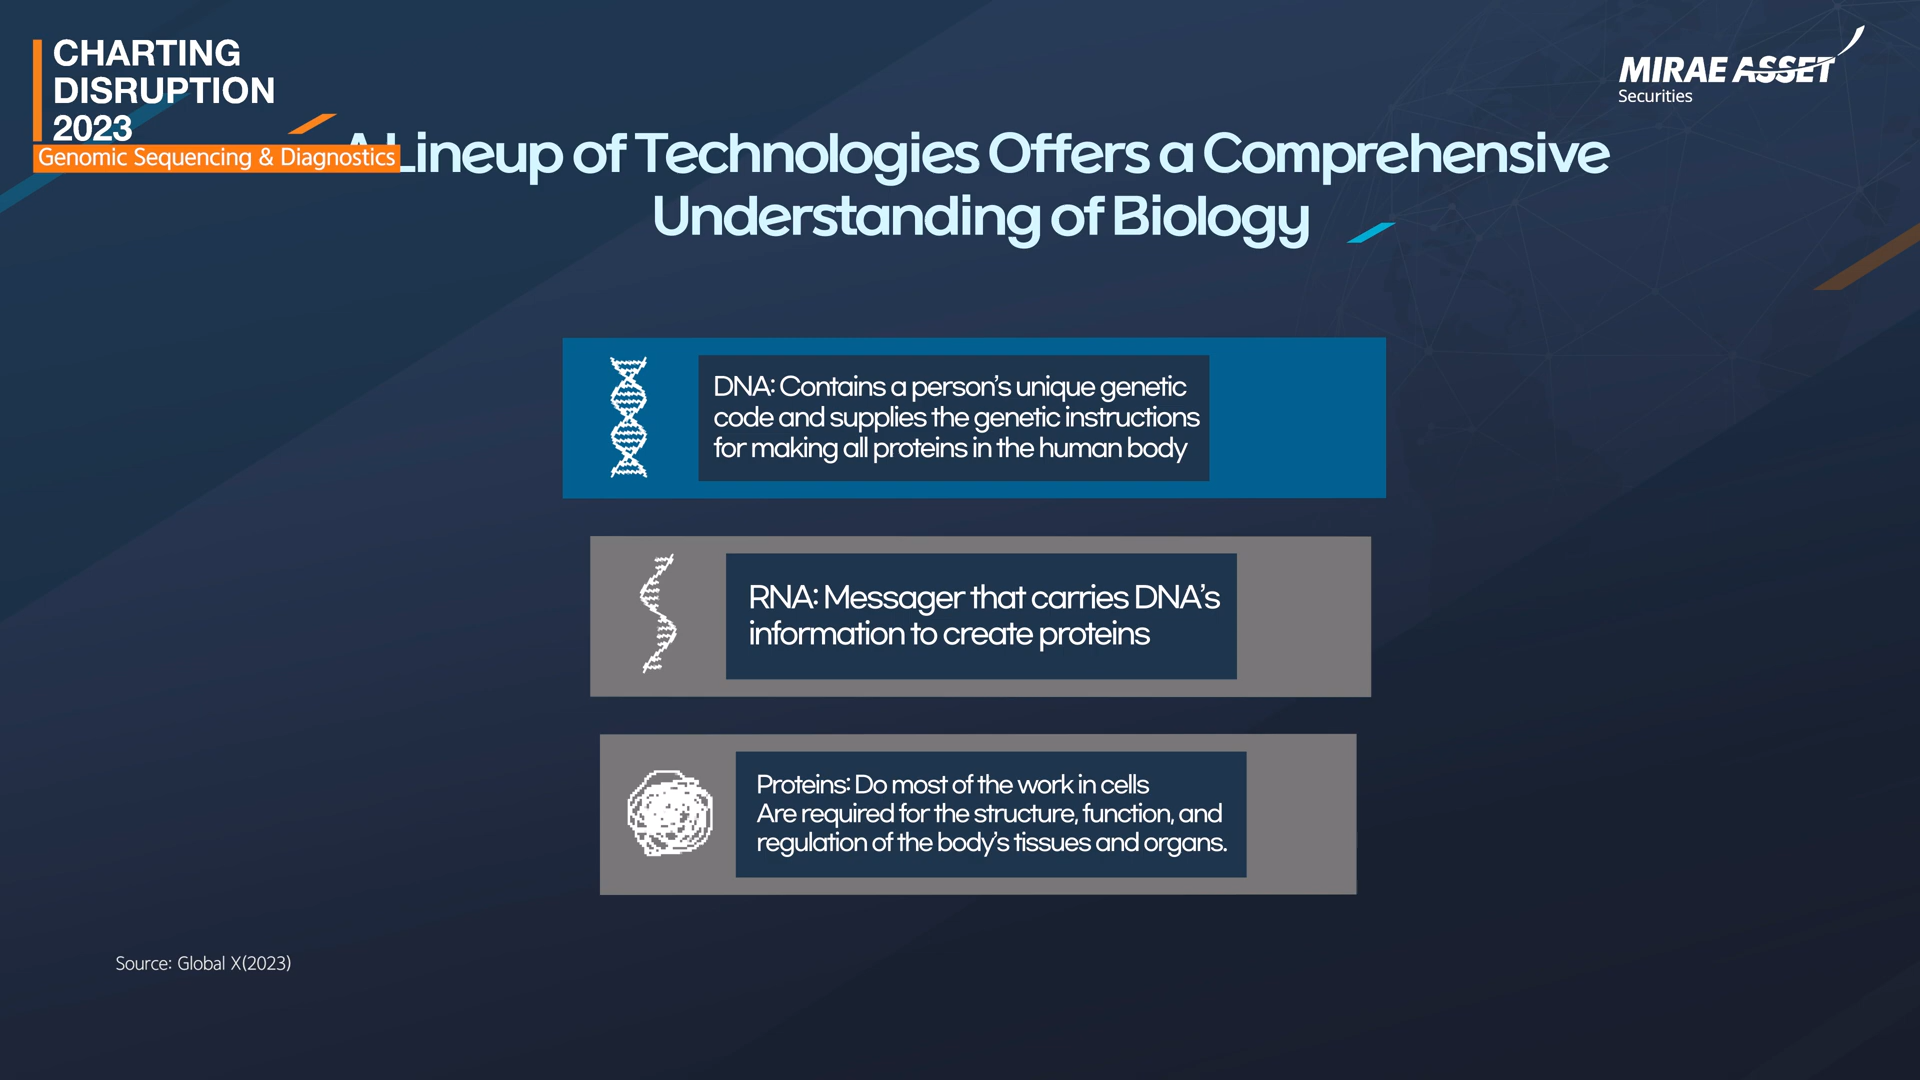 CHARTING
DISRUPTION
2023
Genomic Sequencing & Diagnostics
MIRAE ASSET
Securities
A Lineup of Technologies Offers a Comprehensive
Understanding of Biology
DNA: Contains a person's unique genetic
code and supplies the genetic instructions
for making all proteins in the human body
RNA: Messager that carries DNA's
information to create proteins
Proteins: Do most of the work in cells
Are required for the structure, function, and
regulation of the body's tissues and organs.
Source: Global X(2023)